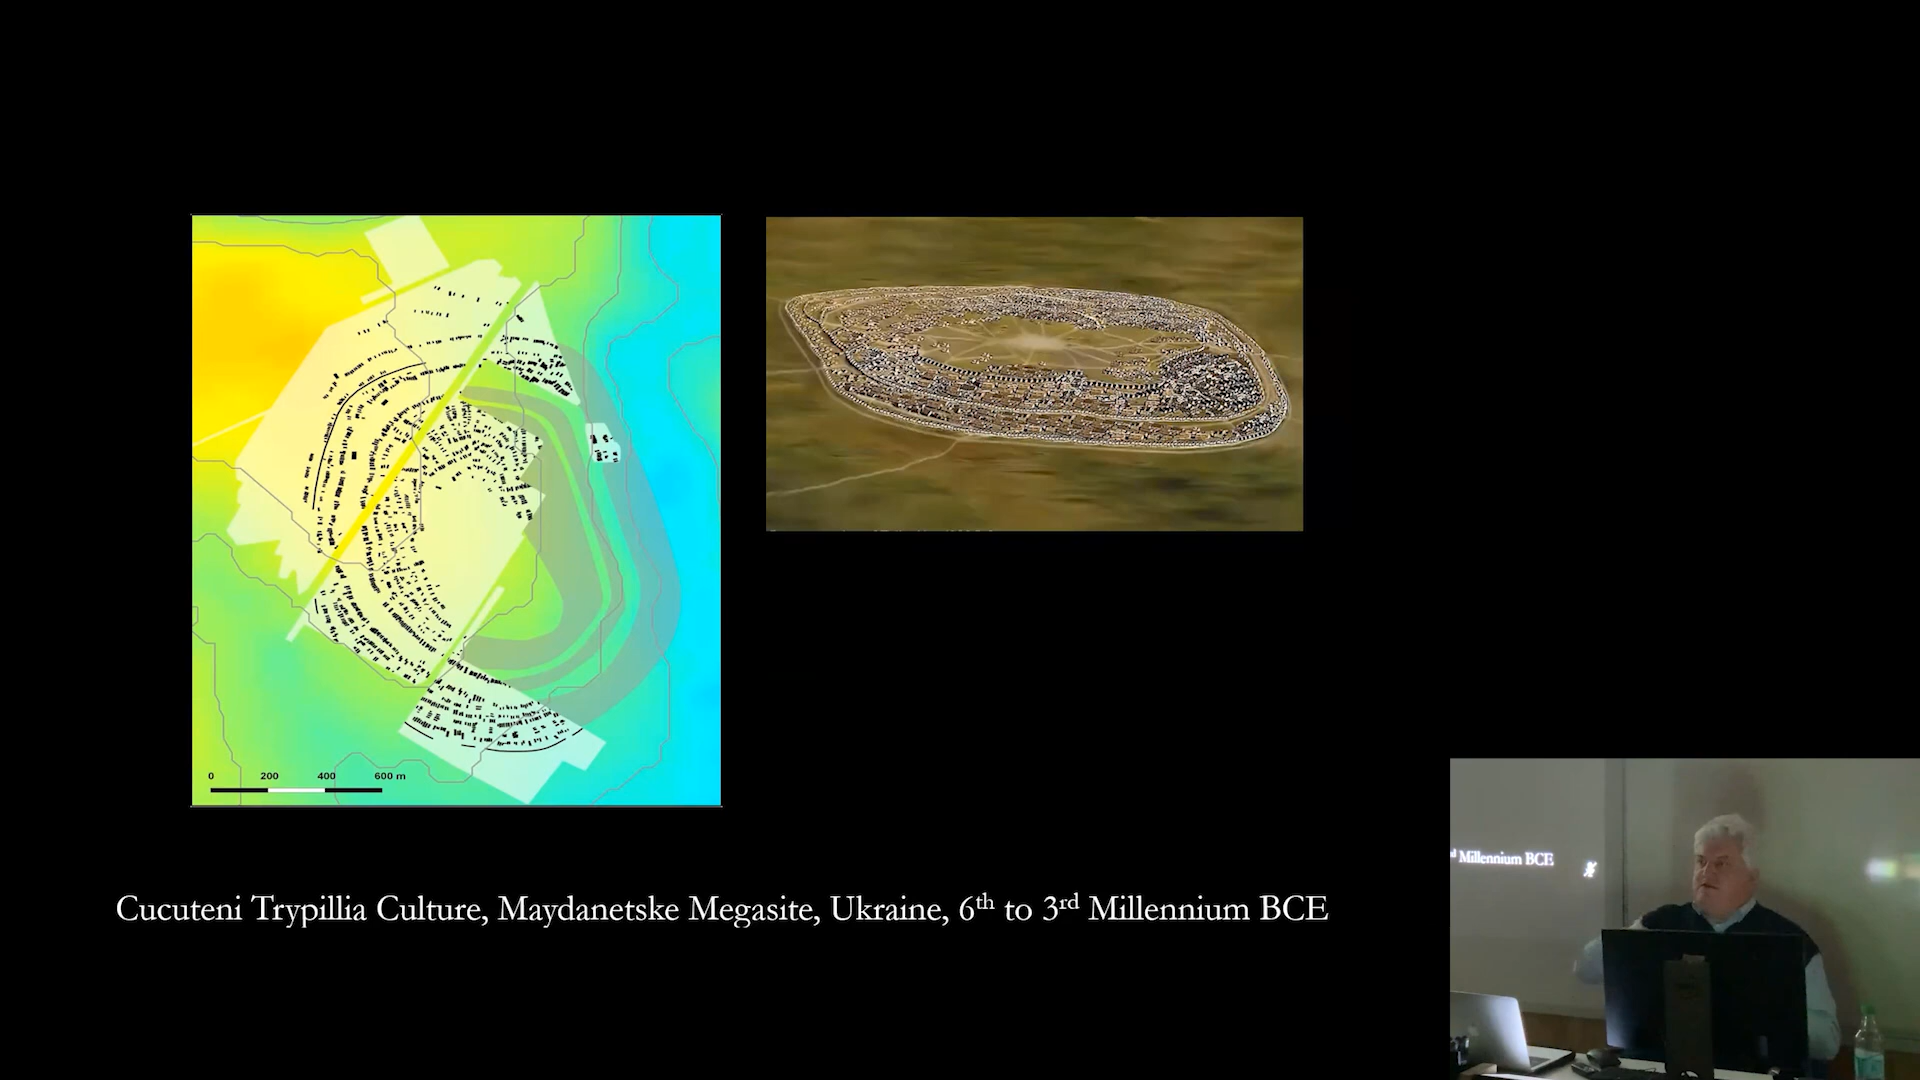 0 200 400 600 m
Cucuteni Trypillia Culture, Maydanetske Megasite, Ukraine, 6th to 3rd Millennium BCE
d Millennium BCE